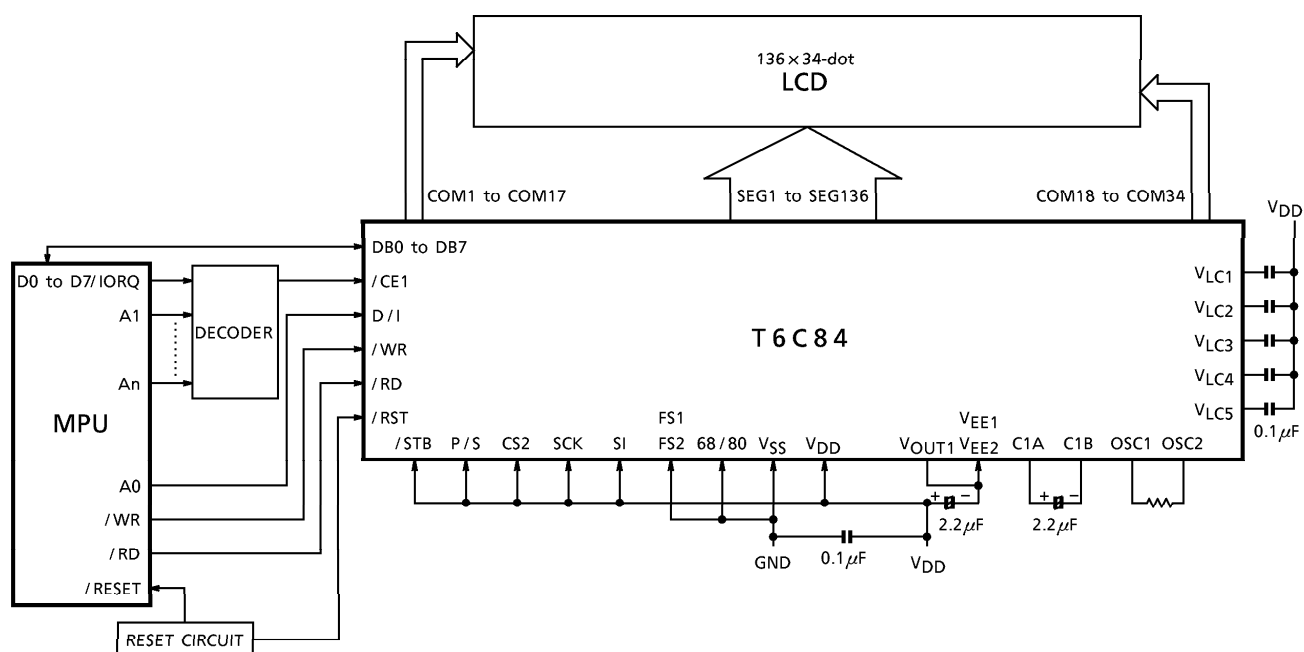 136×34-dot
LCD
COM1 to COM17
SEG1 to SEG136
COM18 to COM34
VDD
DB0 to DB7
D0 to D7/IORQ
/CE1
VLC1
A1
D/I
VLC2
DECODER
T6C84
/WR
VLC3
An
/RD
VLC4
MPU
/RST
FS1
VEE1
VLC5
0.1μF
/STB
P/S
CS2
SCK
SI
FS2
68/80
VSS
VDD
VOUT1
VEE2
C1A
C1B
OSC1
OSC2
A0
+
−
+
−
/WR
2.2μF
2.2μF
/RD
GND
0.1μF
VDD
/RESET
RESET CIRCUIT